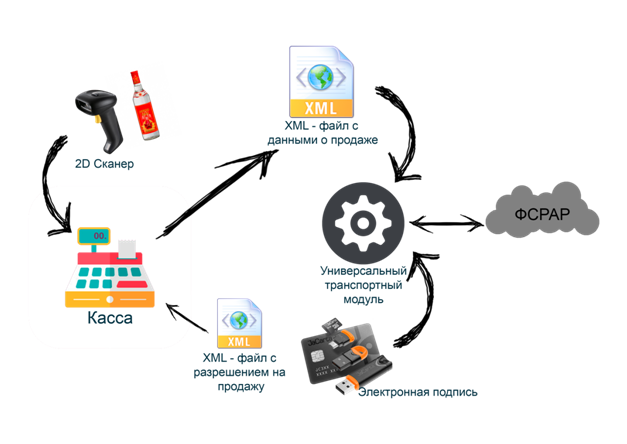 XML
XML - файл с
данными о продаже
2D Сканер
00.
ФСРАР
Универсальный
транспортный
модуль
Касса
XML
XML - файл с
разрешением на
продажу
Электронная подпись